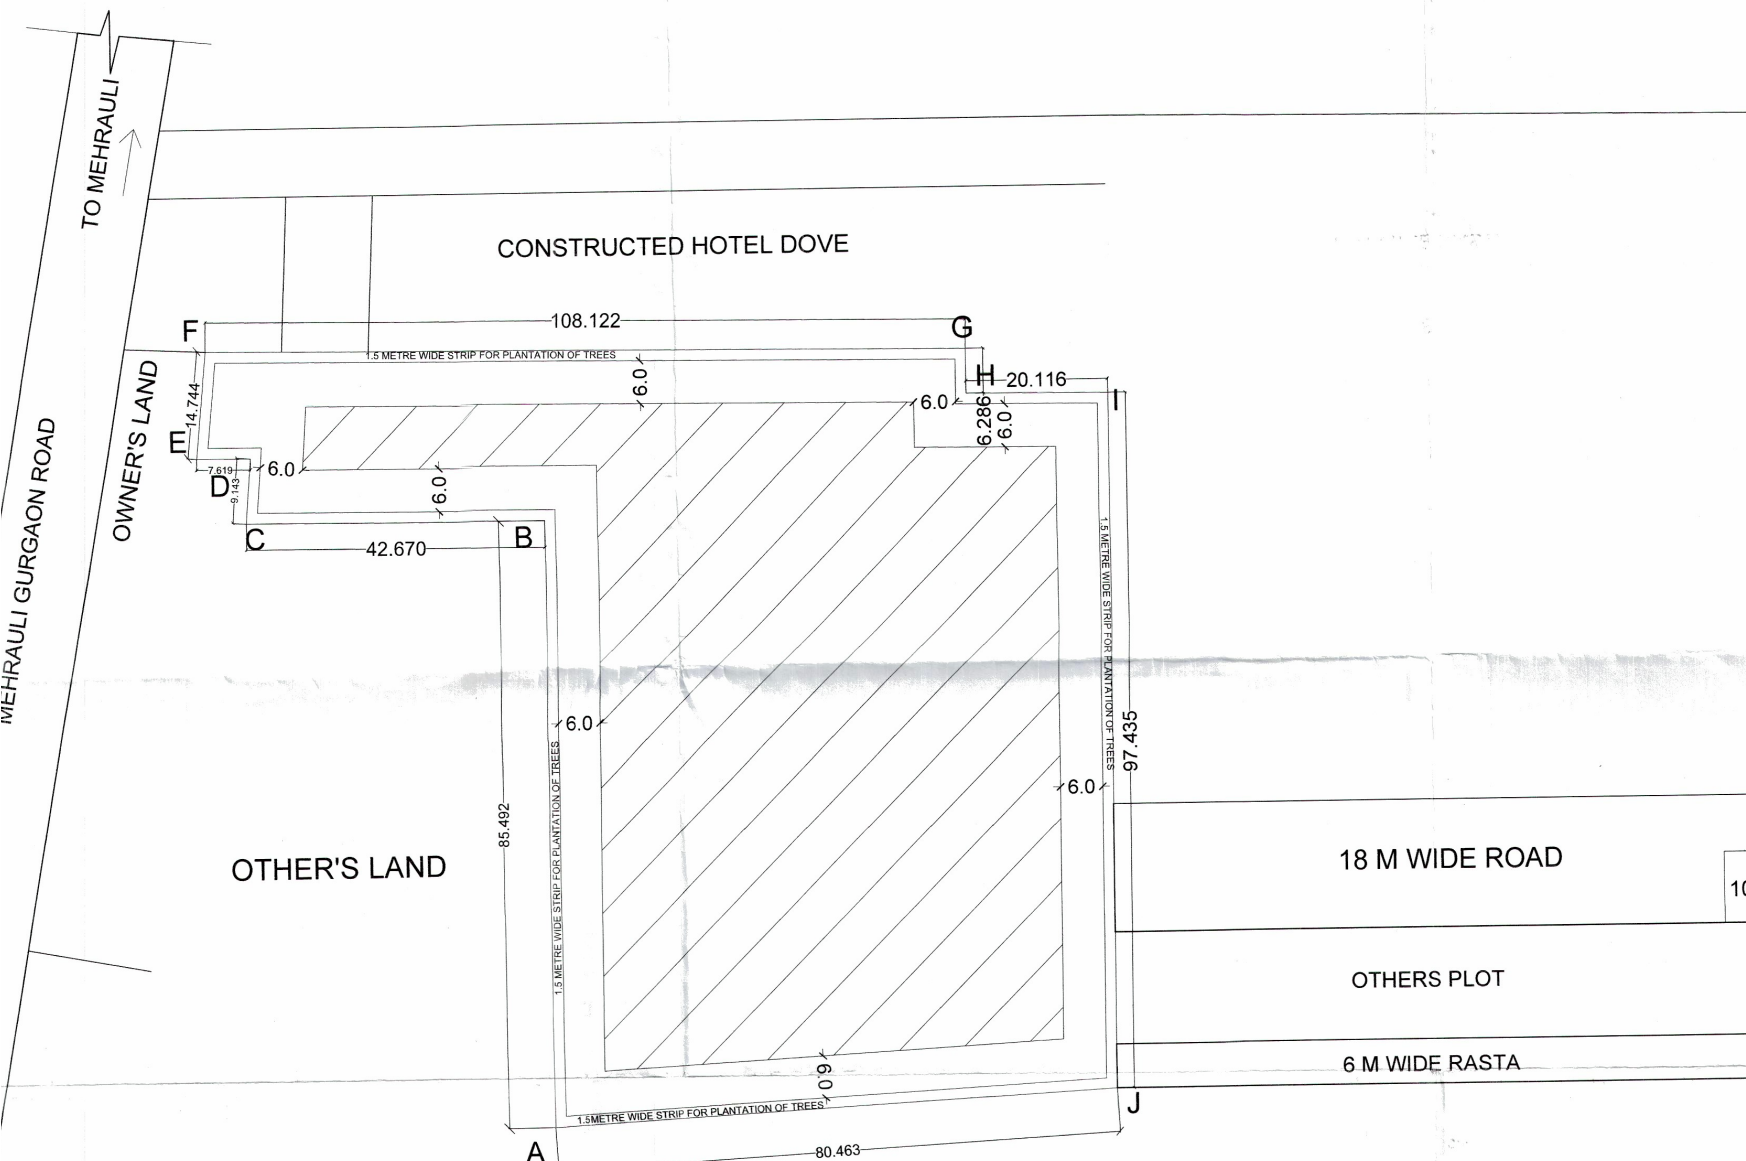 TO MEHRAULI
CONSTRUCTED HOTEL DOVE
F
108.122
G
1.5 METRE WIDE STRIP FOR PLANTATION OF TREES
H
20.116
I
14.744
6.0
6.0
6.286
6.0
OWNER'S LAND
E
7.619
6.0
D
9.143
6.0
C
B
42.670
MEHRAULI GURGAON ROAD
1.5 METRE WIDE STRIP FOR PLANTATION OF TREES
6.0
97.435
6.0
85.492
1.5 METRE WIDE STRIP FOR PLANTATION OF TREES
OTHER'S LAND
18 M WIDE ROAD
10
OTHERS PLOT
6 M WIDE RASTA
6.0
1.5METRE WIDE STRIP FOR PLANTATION OF TREES
J
A
80.463